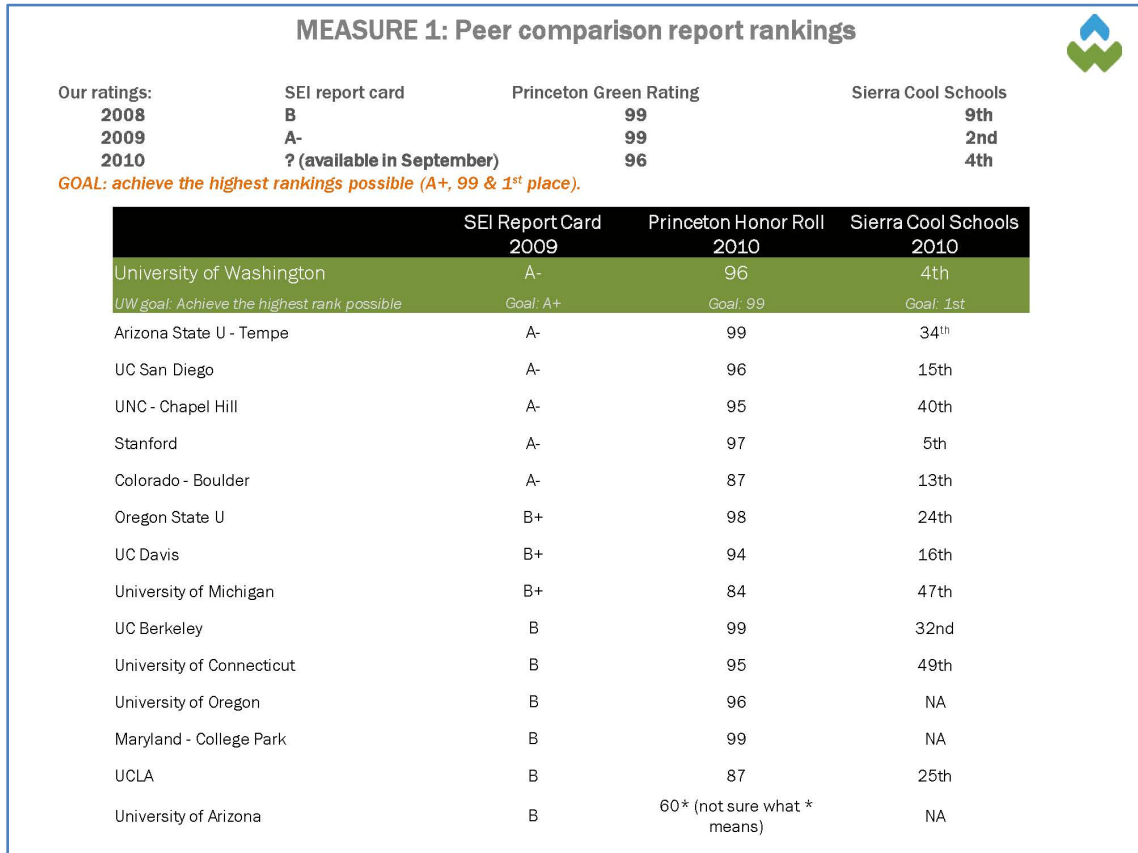 MEASURE 1: Peer comparison report rankings
Our ratings: SEI report card Princeton Green Rating Sierra Cool Schools
2008 B 99 9th
2009 A- 99 2nd
2010 ? (available in September) 96 4th
GOAL: achieve the highest rankings possible (A+, 99 & 1st place).
SEI Report Card Princeton Honor Roll Sierra Cool Schools
2009 2010 2010
University of Washington A- 96 4th
UW goal: Achieve the highest rank possible Goal: A+ Goal: 99 Goal: 1st
Arizona State U - Tempe A- 99 34th
UC San Diego A- 96 15th
UNC - Chapel Hill A- 95 40th
Stanford A- 97 5th
Colorado - Boulder A- 87 13th
Oregon State U B+ 98 24th
UC Davis B+ 94 16th
University of Michigan B+ 84 47th
UC Berkeley B 99 32nd
University of Connecticut B 95 49th
University of Oregon B 96 NA
Maryland - College Park B 99 NA
UCLA B 87 25th
University of Arizona B 60* (not sure what * means) NA